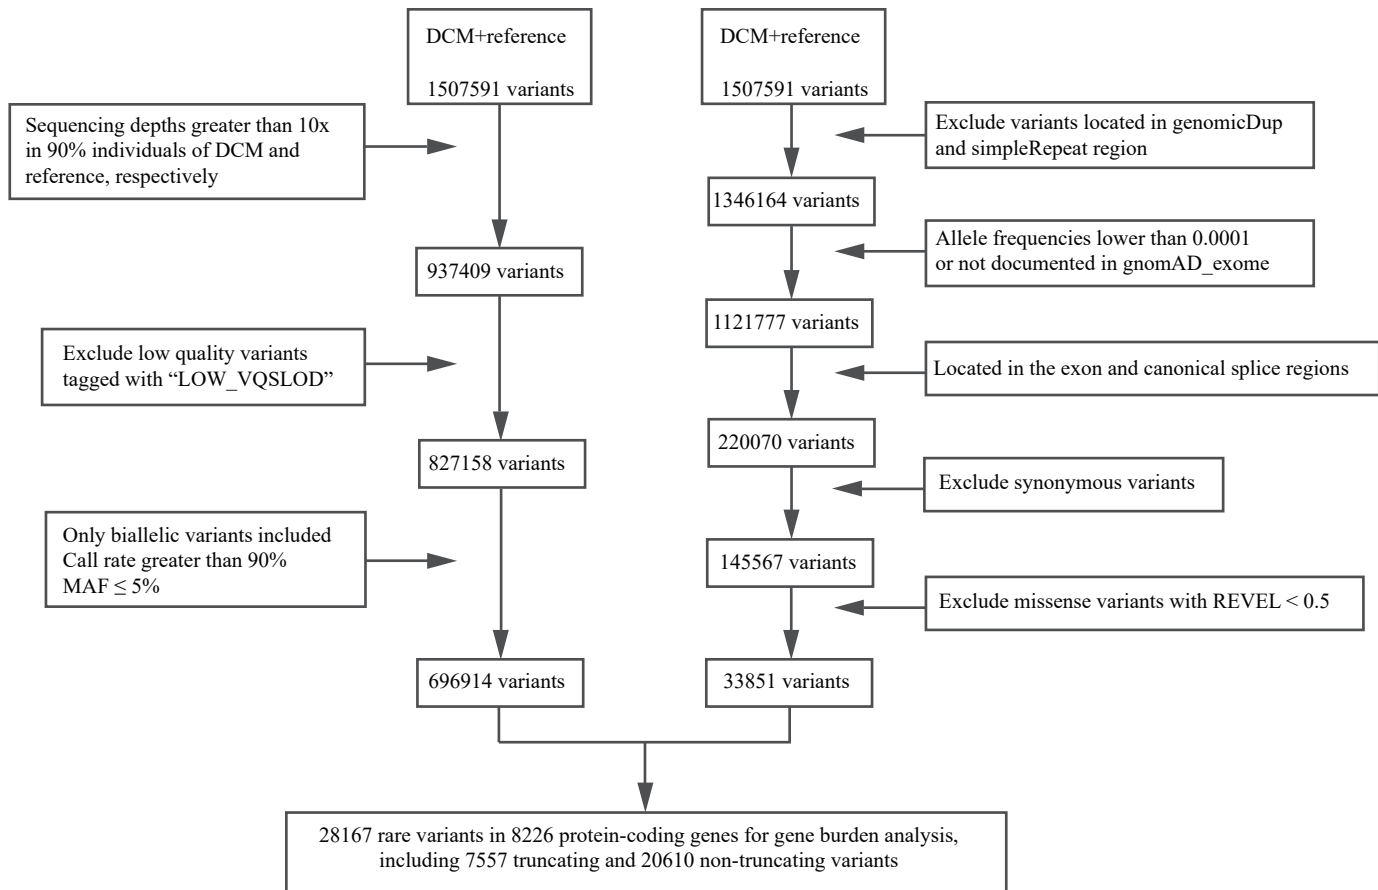 DCM+reference
1507591 variants
Sequencing depths greater than 10x
in 90% individuals of DCM and
reference, respectively
937409 variants
Exclude low quality variants
tagged with “LOW_VQSLOD”
827158 variants
Only biallelic variants included
Call rate greater than 90%
MAF ≤ 5%
696914 variants
DCM+reference
1507591 variants
Exclude variants located in genomicDup
and simpleRepeat region
1346164 variants
Allele frequencies lower than 0.0001
or not documented in gnomAD_exome
1121777 variants
Located in the exon and canonical splice regions
220070 variants
Exclude synonymous variants
145567 variants
Exclude missense variants with REVEL < 0.5
33851 variants
28167 rare variants in 8226 protein-coding genes for gene burden analysis,
including 7557 truncating and 20610 non-truncating variants